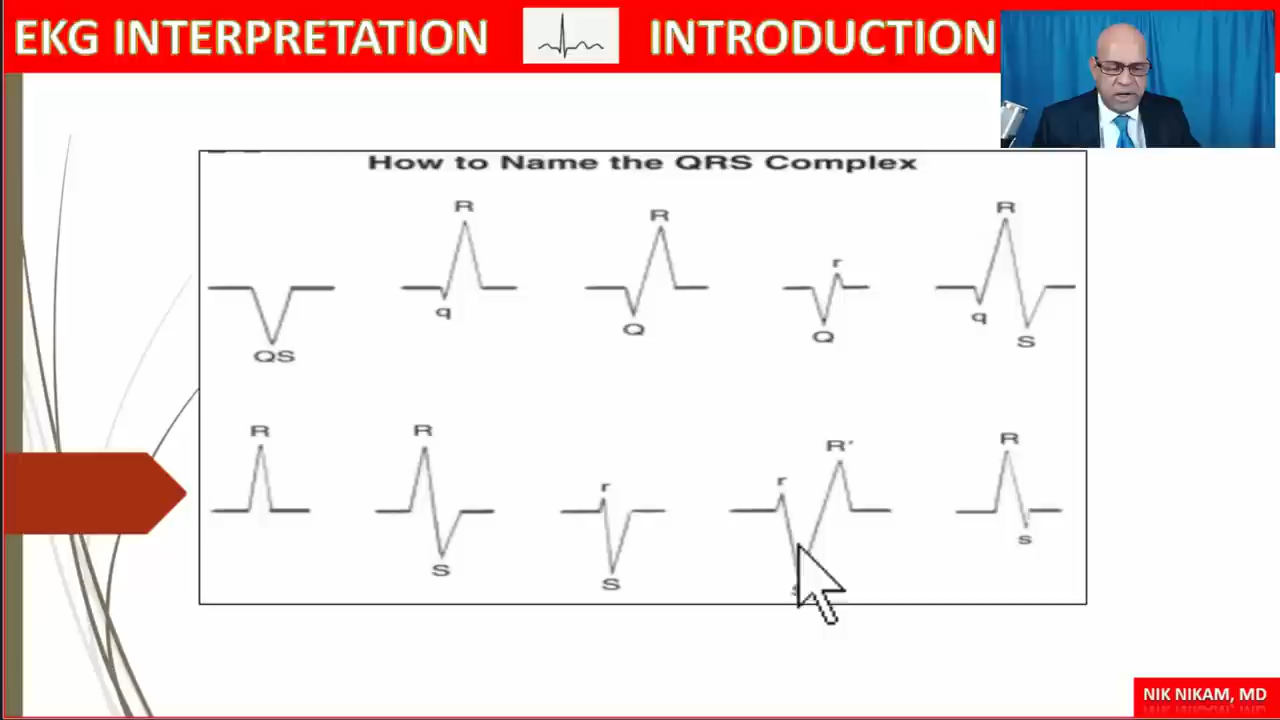 EKG INTERPRETATION INTRODUCTION
How to Name the QRS Complex
R R r R
q Q Q q S
QS
R R r r R' R
S S s
NIK NIKAM, MD